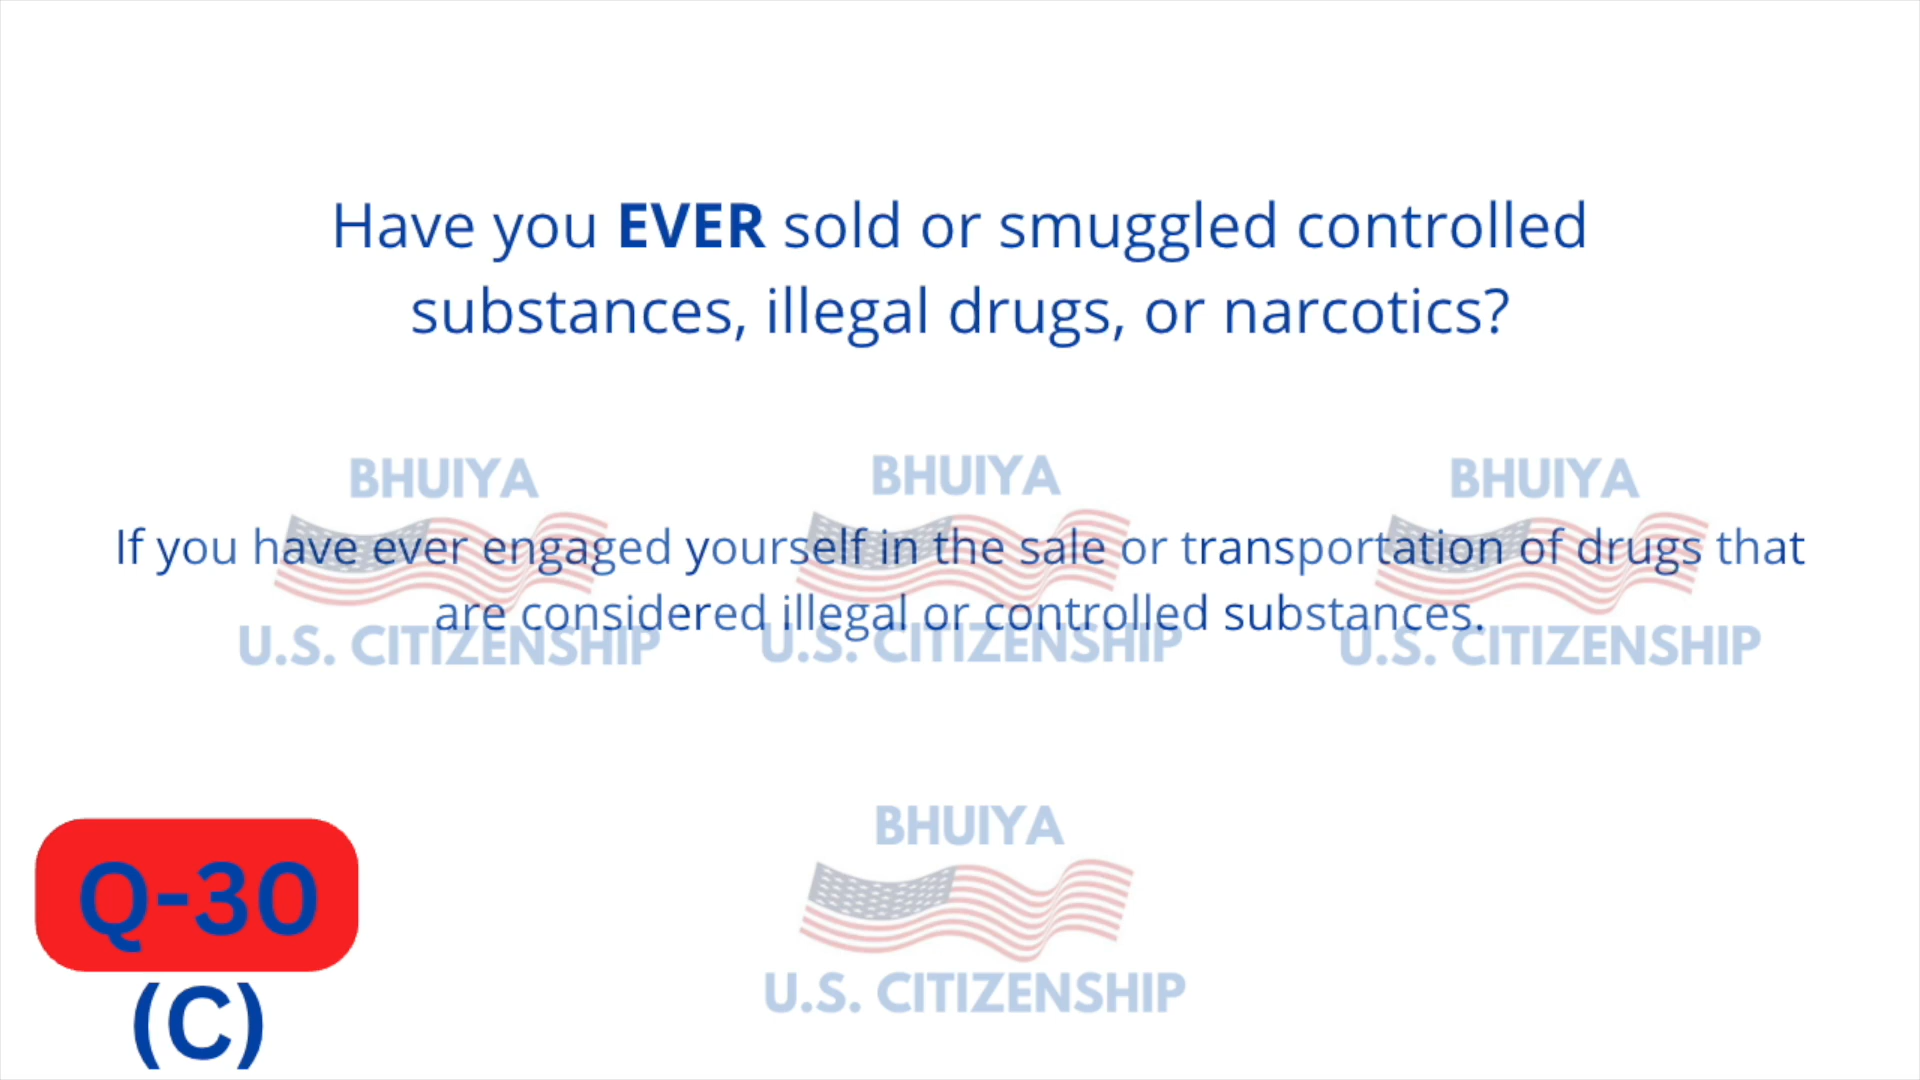 Have you EVER sold or smuggled controlled
substances, illegal drugs, or narcotics?
BHUIYA
BHUIYA
BHUIYA
If you have ever engaged yourself in the sale or transportation of drugs that
are considered illegal or controlled substances.
U.S. CITIZENSHIP
U.S. CITIZENSHIP
U.S. CITIZENSHIP
BHUIYA
U.S. CITIZENSHIP
Q-30
(C)